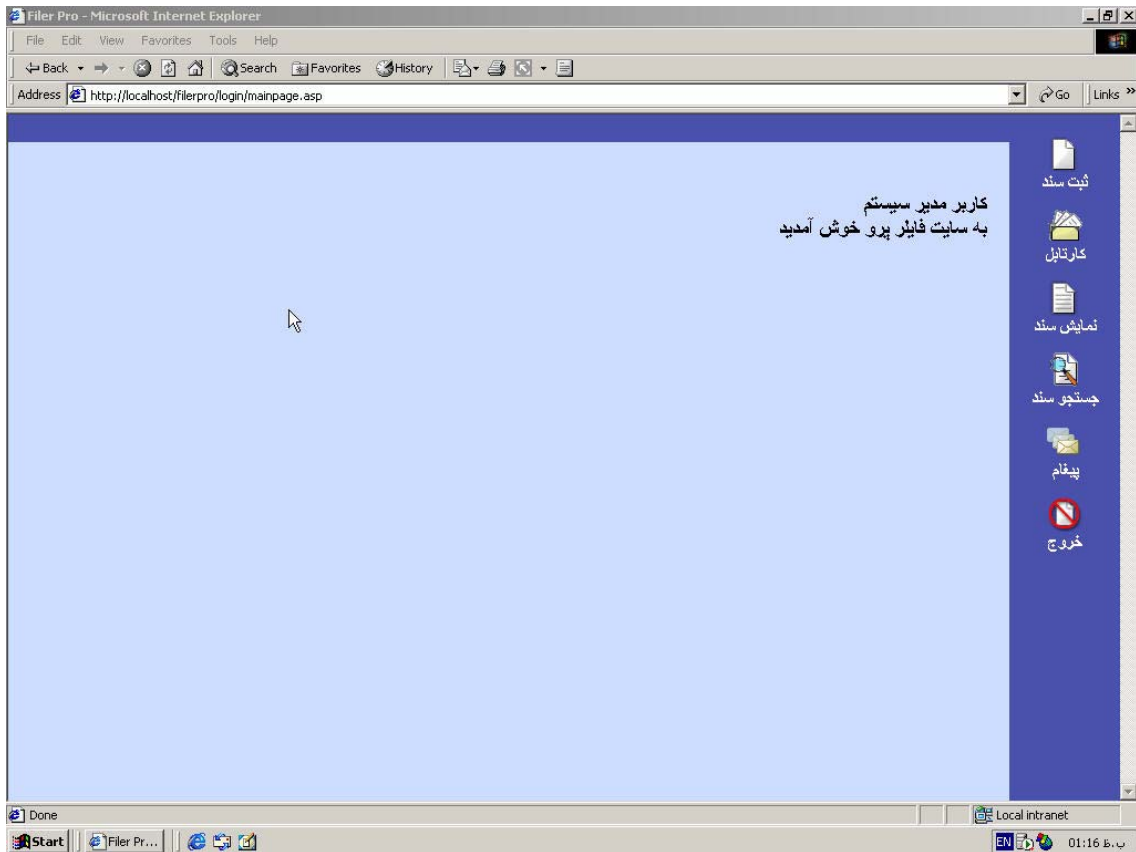 Filer Pro - Microsoft Internet Explorer
File Edit View Favorites Tools Help
Back Search Favorites History
Address http://localhost/filerpro/login/mainpage.asp Go Links »
ثبت سند
کاربر مدیر سیستم
به سایت فایلر پرو خوش آمدید
کارتابل
نمایش سند
جستجو سند
پیغام
خروج
Done Local intranet
Start Filer Pr... EN 01:16 ب.ظ